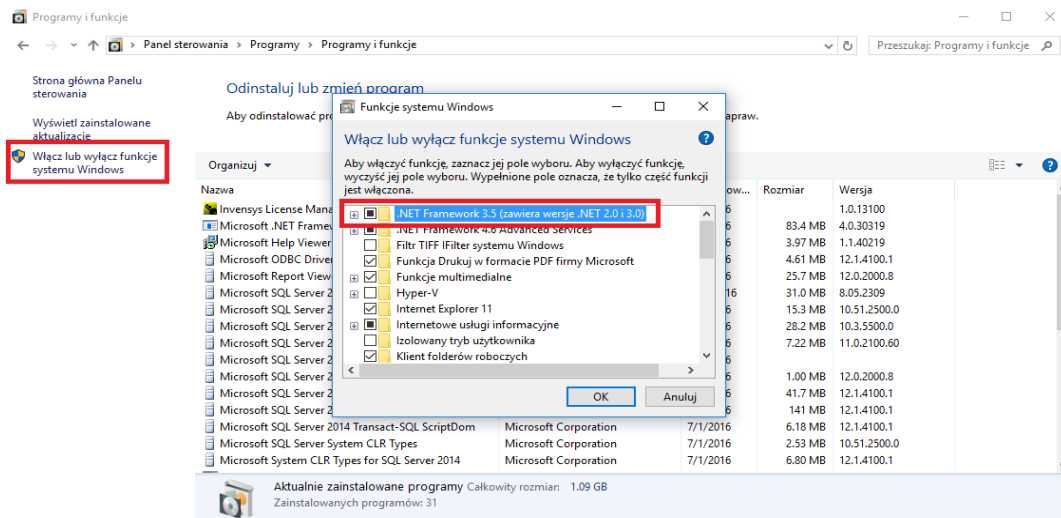 Programy i funkcje
Panel sterowania > Programy > Programy i funkcje
Przeszukaj: Programy i funkcje
Strona główna Panelu
sterowania
Wyświetl zainstalowane
aktualizacje
Włącz lub wyłącz funkcje
systemu Windows
Odinstaluj lub zmień program
Aby odinstalować
Organizuj
Nazwa
Rozmiar
Wersja
Funkcje systemu Windows
Włącz lub wyłącz funkcje systemu Windows
Aby włączyć funkcję, zaznacz jej pole wyboru. Aby wyłączyć funkcję,
wyczyść jej pole wyboru. Wypełnione pole oznacza, że tylko część funkcji
jest włączona.
.NET Framework 3.5 (zawiera wersje .NET 2.0 i 3.0)
.NET Framework 4.6 Advanced Services
Filtr TIFF IFilter systemu Windows
Funkcja Drukuj w formacie PDF firmy Microsoft
Funkcje multimedialne
Hyper-V
Internet Explorer 11
Internetowe usługi informacyjne
Izolowany tryb użytkownika
Klient folderów roboczych
OK
Anuluj
Invensys License 1.0.13100
Microsoft .NET 83.4 MB 4.0.30319
Microsoft Help Viewer 3.97 MB 1.1.40219
Microsoft ODBC 4.61 MB 12.1.4100.1
Microsoft Report 25.7 MB 12.0.2000.8
Microsoft SQL Server 31.0 MB 8.05.2309
Microsoft SQL Server 15.3 MB 10.51.2500.0
Microsoft SQL Server 28.2 MB 10.3.5500.0
Microsoft SQL Server 7.22 MB 11.0.2100.60
Microsoft SQL Server
Microsoft SQL Server 1.00 MB 12.0.2000.8
Microsoft SQL Server 41.7 MB 12.1.4100.1
Microsoft SQL Server 141 MB 12.1.4100.1
Microsoft SQL Server 2014 Transact-SQL ScriptDom Microsoft Corporation 7/1/2016 6.18 MB 12.1.4100.1
Microsoft SQL Server System CLR Types Microsoft Corporation 7/1/2016 2.53 MB 10.51.2500.0
Microsoft System CLR Types for SQL Server 2014 Microsoft Corporation 7/1/2016 6.80 MB 12.1.4100.1
Aktualnie zainstalowane programy Całkowity rozmiar: 1.09 GB
Zainstalowanych programów: 31